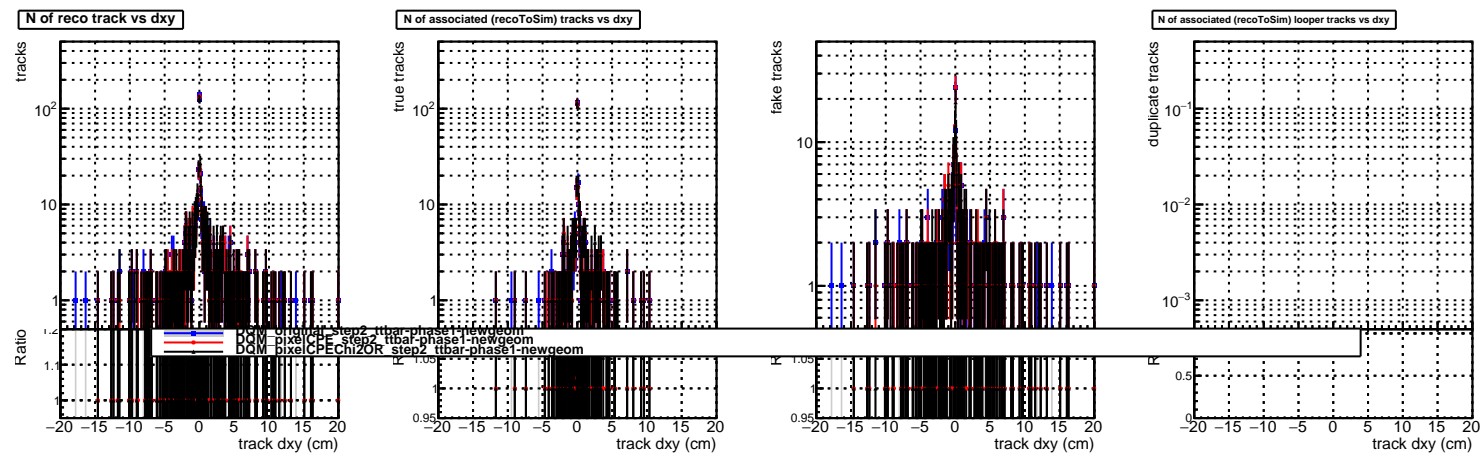 N of reco track vs dxy
tracks
10²
10
1
Ratio
1.2
1.1
1
−20 −15 −10 −5 0 5 10 15 20
track dxy (cm)
N of associated (recoToSim) tracks vs dxy
true tracks
10²
10
1
1.05
1
0.95
−20 −15 −10 −5 0 5 10 15 20
track dxy (cm)
fake tracks
10
1
1.05
1
0.95
−20 −15 −10 −5 0 5 10 15 20
track dxy (cm)
N of associated (recoToSim) looper tracks vs dxy
duplicate tracks
10⁻¹
10⁻²
10⁻³
0.5
0
−20 −15 −10 −5 0 5 10 15 20
track dxy (cm)
DQM_original_step2_ttbar-phase1-newgeom
DQM_pixelCPE_step2_ttbar-phase1-newgeom
DQM_pixelCPEChi2OR_step2_ttbar-phase1-newgeom